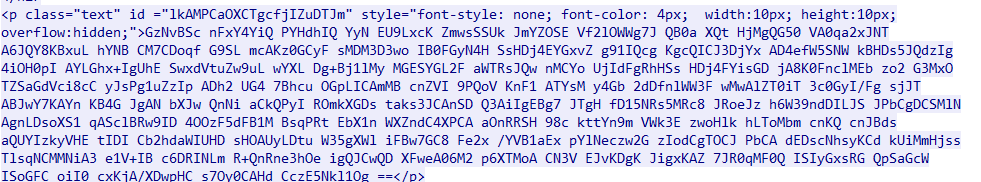 <p class="text" id ="lkAMPCaOXCTgcfjIZuDTJm" style="font-style: none; font-color: 4px;  width:10px; height:10px;
overflow:hidden;">GzNvBSc nFxY4YiQ PYHdhIQ YyN EU9LxcK ZmwsSSUk JmYZOSE Vf2lOWWg7J QB0a XQt HjMgQG50 VA0qa2xJNT
A6JQY8KBxuL hYNB CM7CDoqf G9SL mcAKz0GCyF sMDM3D3wo IB0FGyN4H SsHDj4EYGxvZ g91IQcg KgcQICJ3DjYx AD4efW5SNW kBHDs5JQdzIg
4iOH0pI AYLGhx+IgUhE SwxdVtuZw9uL wYXL Dg+Bj1lMy MGESYGL2F aWTRsJQw nMCYo UjIdFgRhHSs HDj4FYisGD jA8K0FnclMEb zo2 G3MxO
TZSaGdVci8cC yJsPg1uZzIp ADh2 UG4 7Bhcu OGpLICAmMB cnZVI 9PQoV KnF1 ATYsM y4Gb 2dDfnlWW3F wMwAlZT0iT 3c0GyI/Fg sjJT
ABJwY7KAYn KB4G JgAN bXJw QnNi aCkQPyI ROmkXGDs taks3JCAnSD Q3AiIgEBg7 JTgH fD15NRs5MRc8 JRoeJz h6W39ndDILJS JPbCgDCSMlN
AgnLDsoXS1 qASclBRw9ID 4OOzF5dFB1M BsqPRt EbX1n WXZndC4XPCA aOnRRSH 98c kttYn9m VWk3E zwoHlk hLToMbm cnKQ cnJBds
aQUYIzkyVHE tIDI Cb2hdaWIUHD sHOAUyLDtu W35gXWl iFBw7GC8 Fe2x /YVB1aEx pYlNeczw2G zIodCgTOCJ PbCA dEDscNhsyKCd kUiMmHjss
TlsqNCMMNiA3 e1V+IB c6DRINLm R+QnRne3hOe igQJCwQD XFweA06M2 p6XTMoA CN3V EJvKDgK JigxKAZ 7JR0qMF0Q ISIyGxsRG QpSaGcW
ISoGFC oiI0 cxKjA/XDwpHC s7Oy0CAHd CczE5Nkl1Og ==</p>